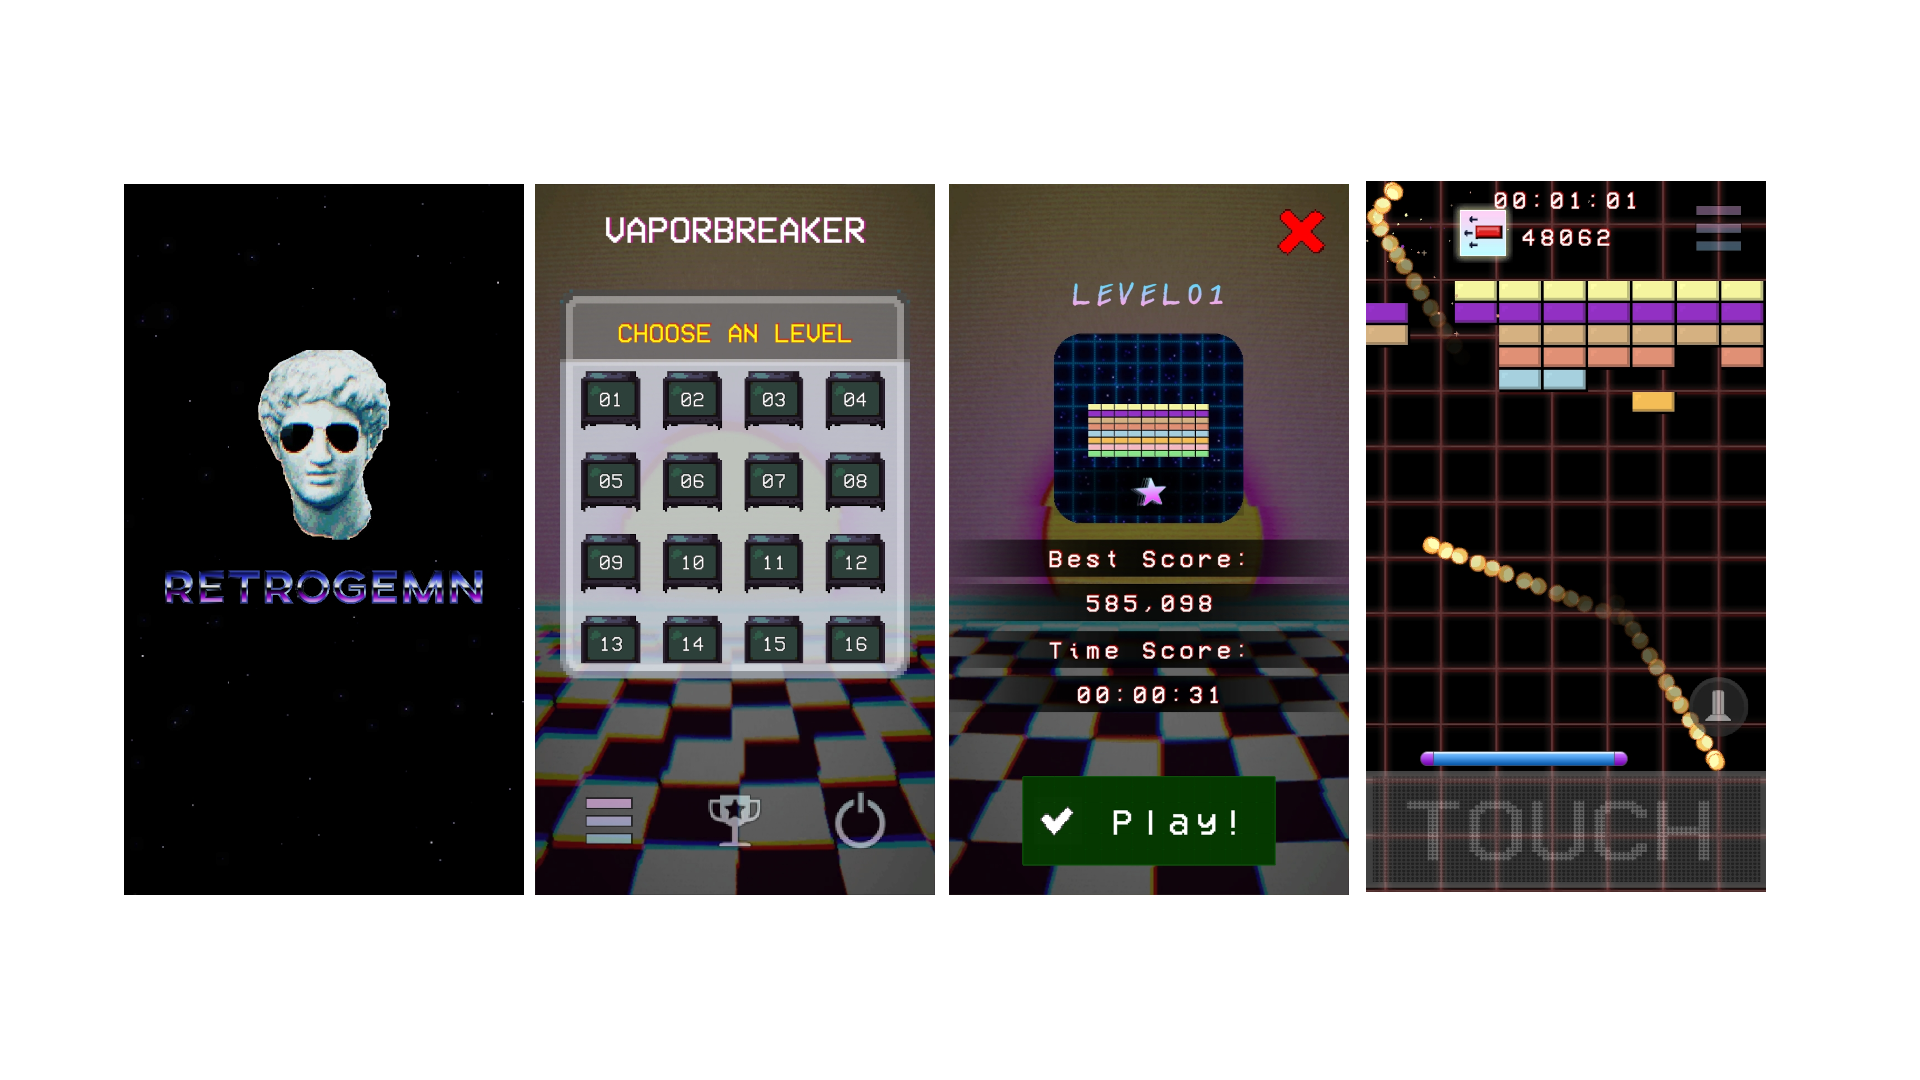 RETROGEMN
VAPORBREAKER
CHOOSE AN LEVEL
01 02 03 04
05 06 07 08
09 10 11 12
13 14 15 16
LEVEL01
Best Score:
585,098
Time Score:
00:00:31
Play!
00:01:01
48062
TOUCH